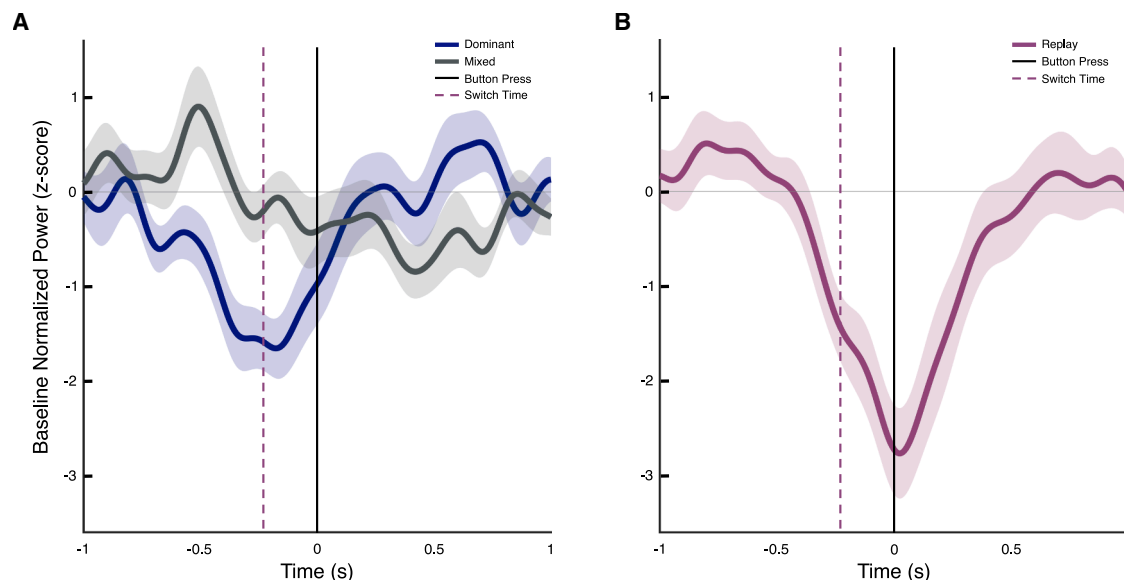 A
Dominant
Mixed
Button Press
Switch Time
Baseline Normalized Power (z-score)
1
0
-1
-2
-3
-1
-0.5
0
0.5
1
Time (s)
B
Replay
Button Press
Switch Time
1
0
-1
-2
-3
-1
-0.5
0
0.5
Time (s)